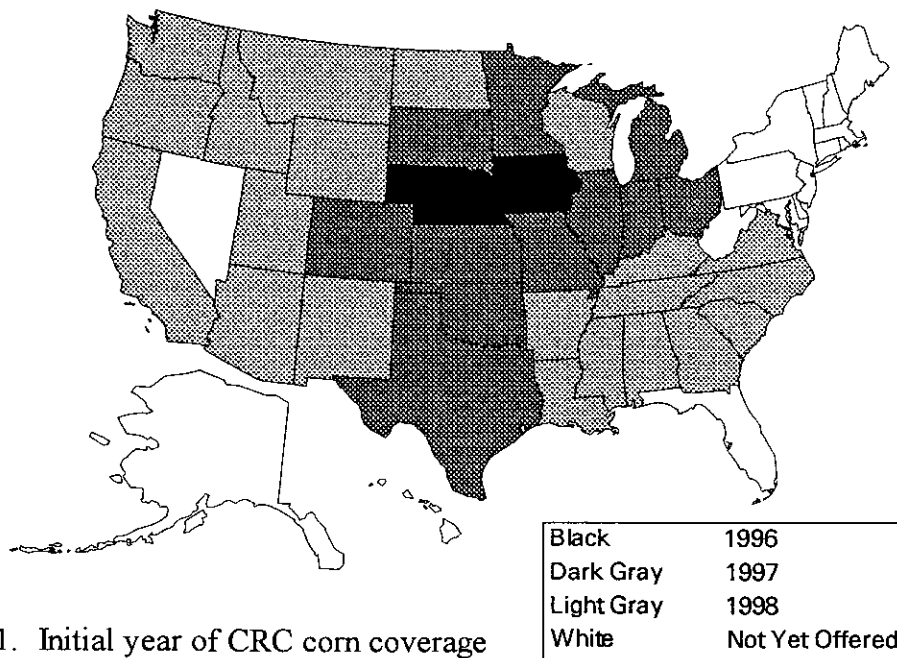 Black 1996
Dark Gray 1997
Light Gray 1998
White Not Yet Offered
1. Initial year of CRC corn coverage